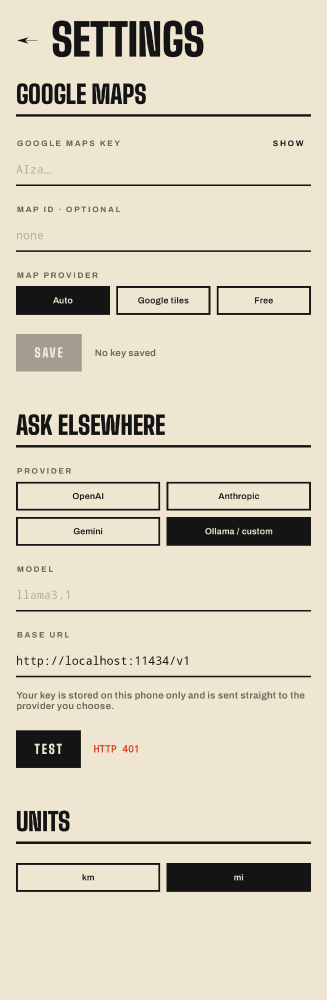 ← SETTINGS
GOOGLE MAPS
GOOGLE MAPS KEY SHOW
AIza…
MAP ID · OPTIONAL
none
MAP PROVIDER
Auto Google tiles Free
SAVE No key saved
ASK ELSEWHERE
PROVIDER
OpenAI Anthropic
Gemini Ollama / custom
MODEL
llama3.1
BASE URL
http://localhost:11434/v1
Your key is stored on this phone only and is sent straight to the
provider you choose.
TEST HTTP 401
UNITS
km mi